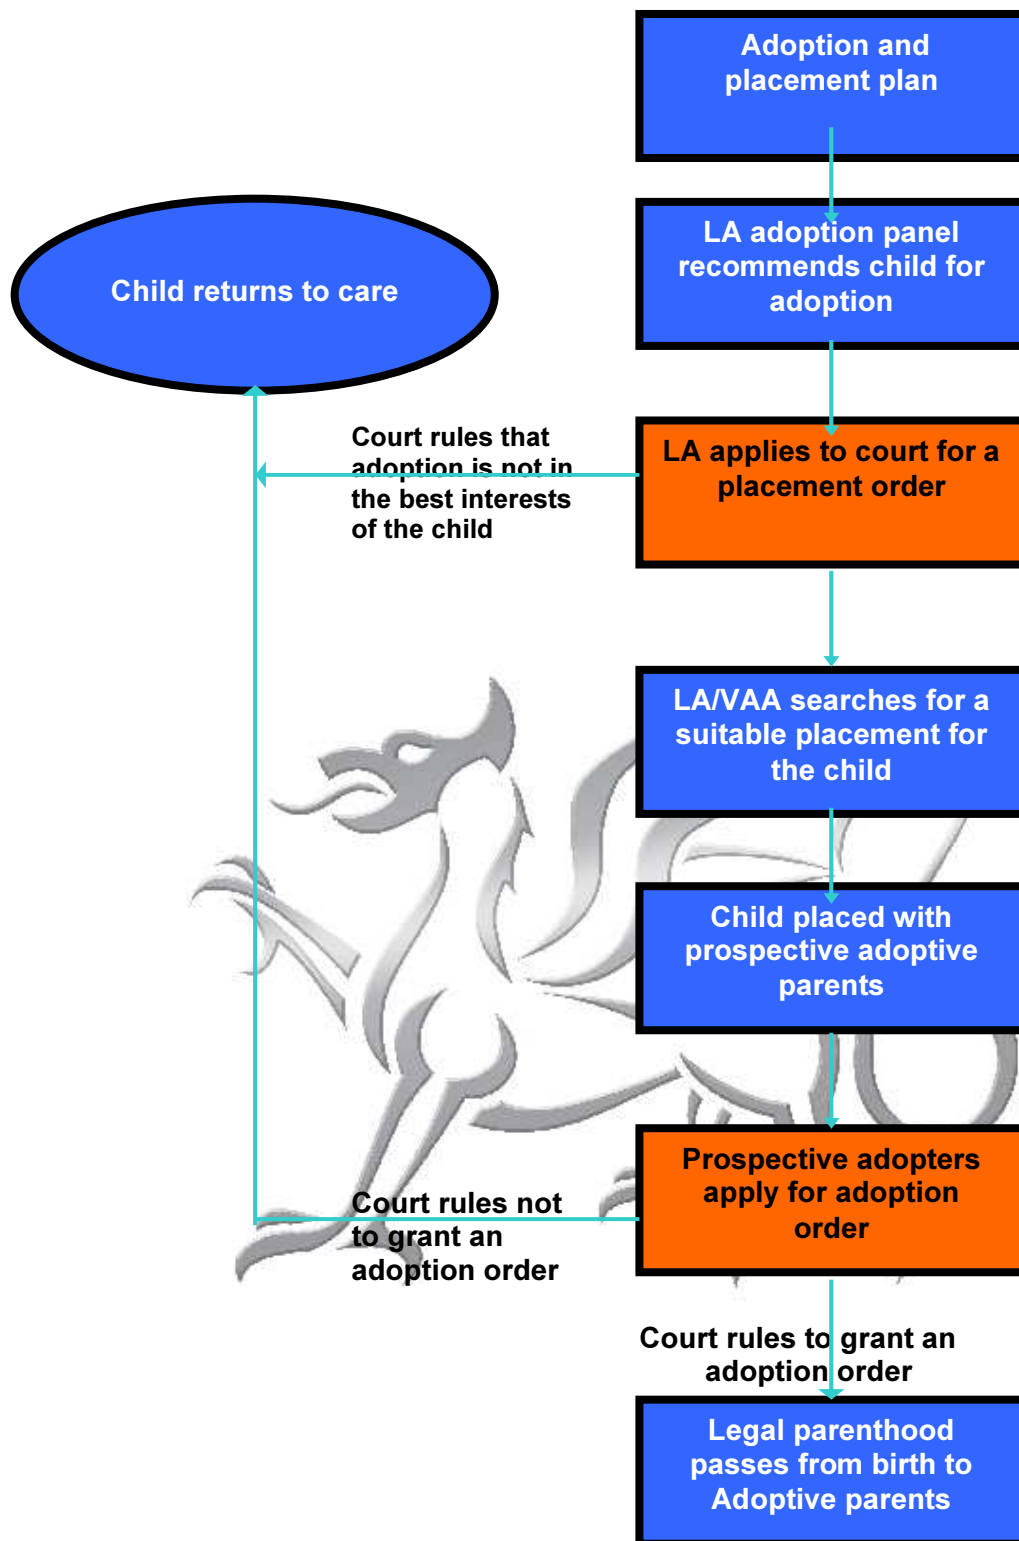 Adoption and
placement plan
LA adoption panel
recommends child for
adoption
Child returns to care
Court rules that
adoption is not in
the best interests
of the child
LA applies to court for a
placement order
LA/VAA searches for a
suitable placement for
the child
Child placed with
prospective adoptive
parents
Prospective adopters
apply for adoption
order
Court rules not
to grant an
adoption order
Court rules to grant an
adoption order
Legal parenthood
passes from birth to
Adoptive parents